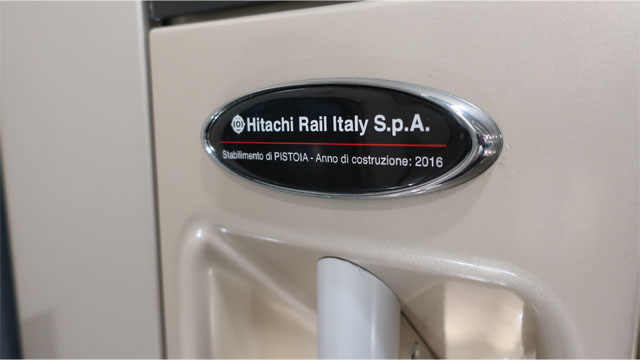 Hitachi Rail Italy S.p.A.
Stabilimento di PISTOIA - Anno di costruzione: 2016